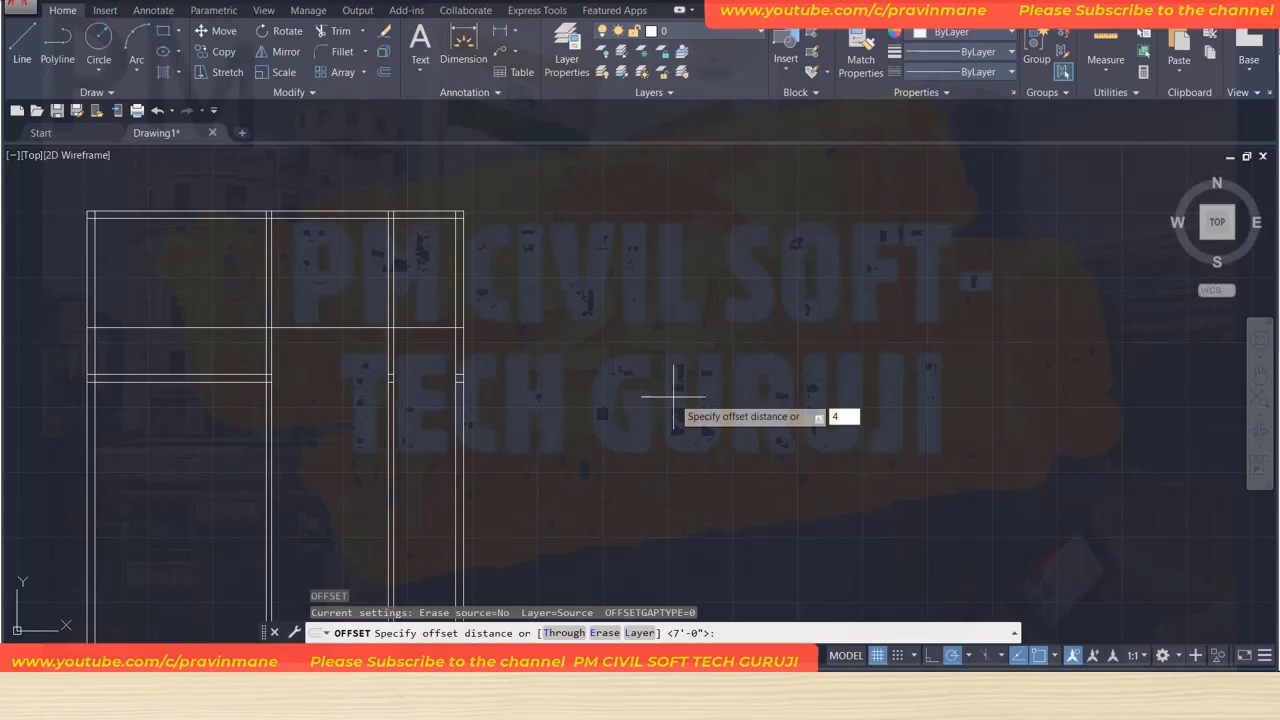 www.youtube.com/c/pravinmane Please Subscribe to the channel
Home Insert Annotate Parametric View Manage Output Add-ins Collaborate Express Tools Featured Apps
Move Rotate Trim 0 ByLayer
Line Polyline Circle Arc Copy Mirror Fillet Text Dimension Layer Properties Insert Match Properties ByLayer Group Measure Paste Base
Stretch Scale Array Table ByLayer
Draw Modify Annotation Layers Block Properties Groups Utilities Clipboard View
Start Drawing1*
[−][Top][2D Wireframe]
N
W TOP E
S
WCS
PM CIVIL SOFT-
TECH GURUJI
Specify offset distance or 4
Y
X
OFFSET
Current settings: Erase source=No Layer=Source OFFSETGAPTYPE=0
OFFSET Specify offset distance or [Through Erase Layer] <7'-0">:
www.youtube.com/c/pravinmane Please Subscribe to the channel PM CIVIL SOFT TECH GURUJI
MODEL 1:1